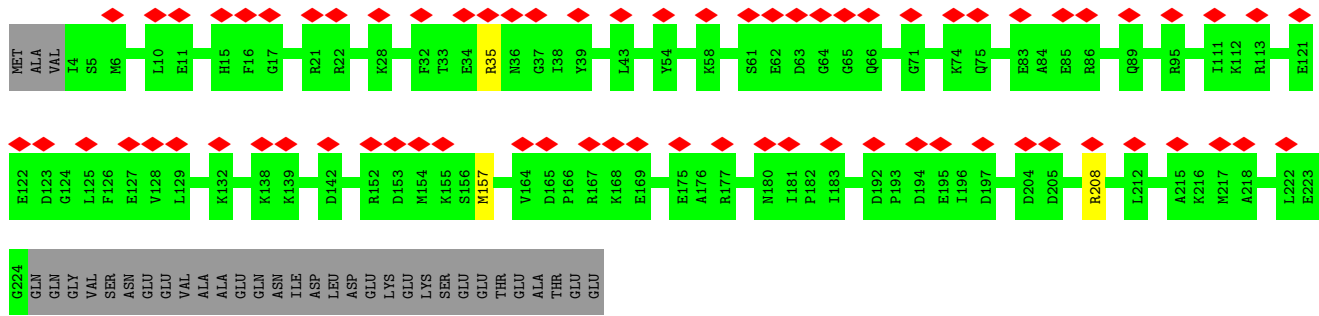 MET ALA VAL I4 S5 M6 L10 E11 H15 F16 G17 R21 R22 K28 F32 T33 E34 R35 N36 G37 I38 Y39 L43 Y54 K58 S61 E62 D63 G64 G65 Q66 G71 K74 Q75 E83 A84 E85 R86 Q89 R95 I111 K112 R113 E121
E122 D123 G124 L125 F126 E127 V128 L129 K132 K138 K139 D142 R152 D153 M154 K155 S156 M157 V164 D165 P166 R167 K168 E169 E175 A176 R177 N180 I181 P182 I183 D192 P193 D194 E195 I196 D197 D204 D205 R208 L212 A215 K216 M217 A218 L222 E223
G224 GLN GLN GLY VAL SER ASN GLU GLU VAL ALA ALA GLU GLN ASN ILE ASP LEU ASP GLU LYS GLU LYS SER GLU GLU THR GLU ALA THR GLU GLU